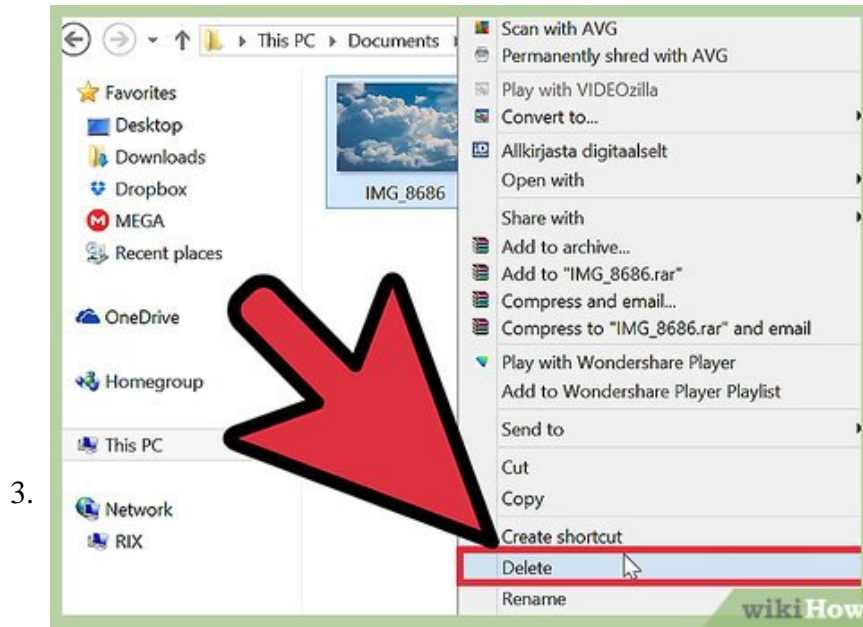 This PC Documents
Favorites
Desktop
Downloads
Dropbox
MEGA
Recent places
OneDrive
Homegroup
This PC
Network
RIX
IMG_8686
Scan with AVG
Permanently shred with AVG
Play with VIDEOzilla
Convert to...
Allkirjasta digitaalselt
Open with
Share with
Add to archive...
Add to "IMG_8686.rar"
Compress and email...
Compress to "IMG_8686.rar" and email
Play with Wondershare Player
Add to Wondershare Player Playlist
Send to
Cut
Copy
Create shortcut
Delete
Rename
3.
wikiHow